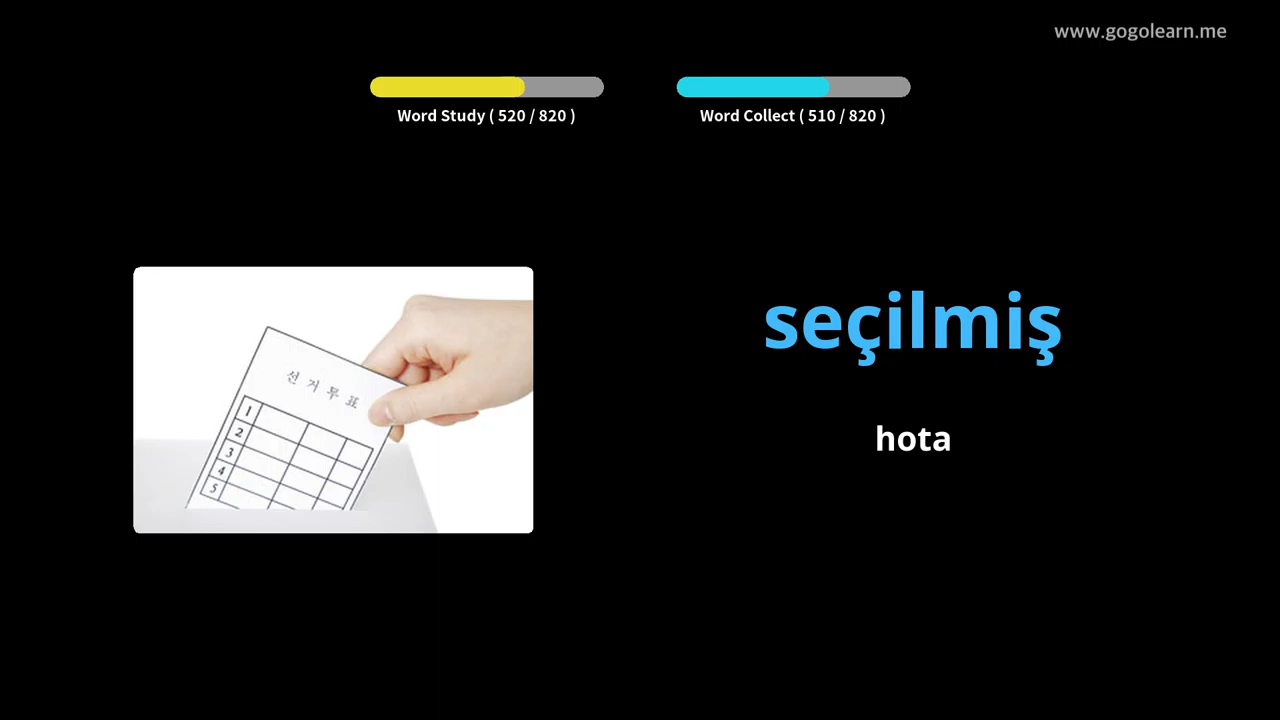 www.gogolearn.me
Word Study ( 520 / 820 )
Word Collect ( 510 / 820 )
선거투표
1
2
3
4
5
seçilmiş
hota